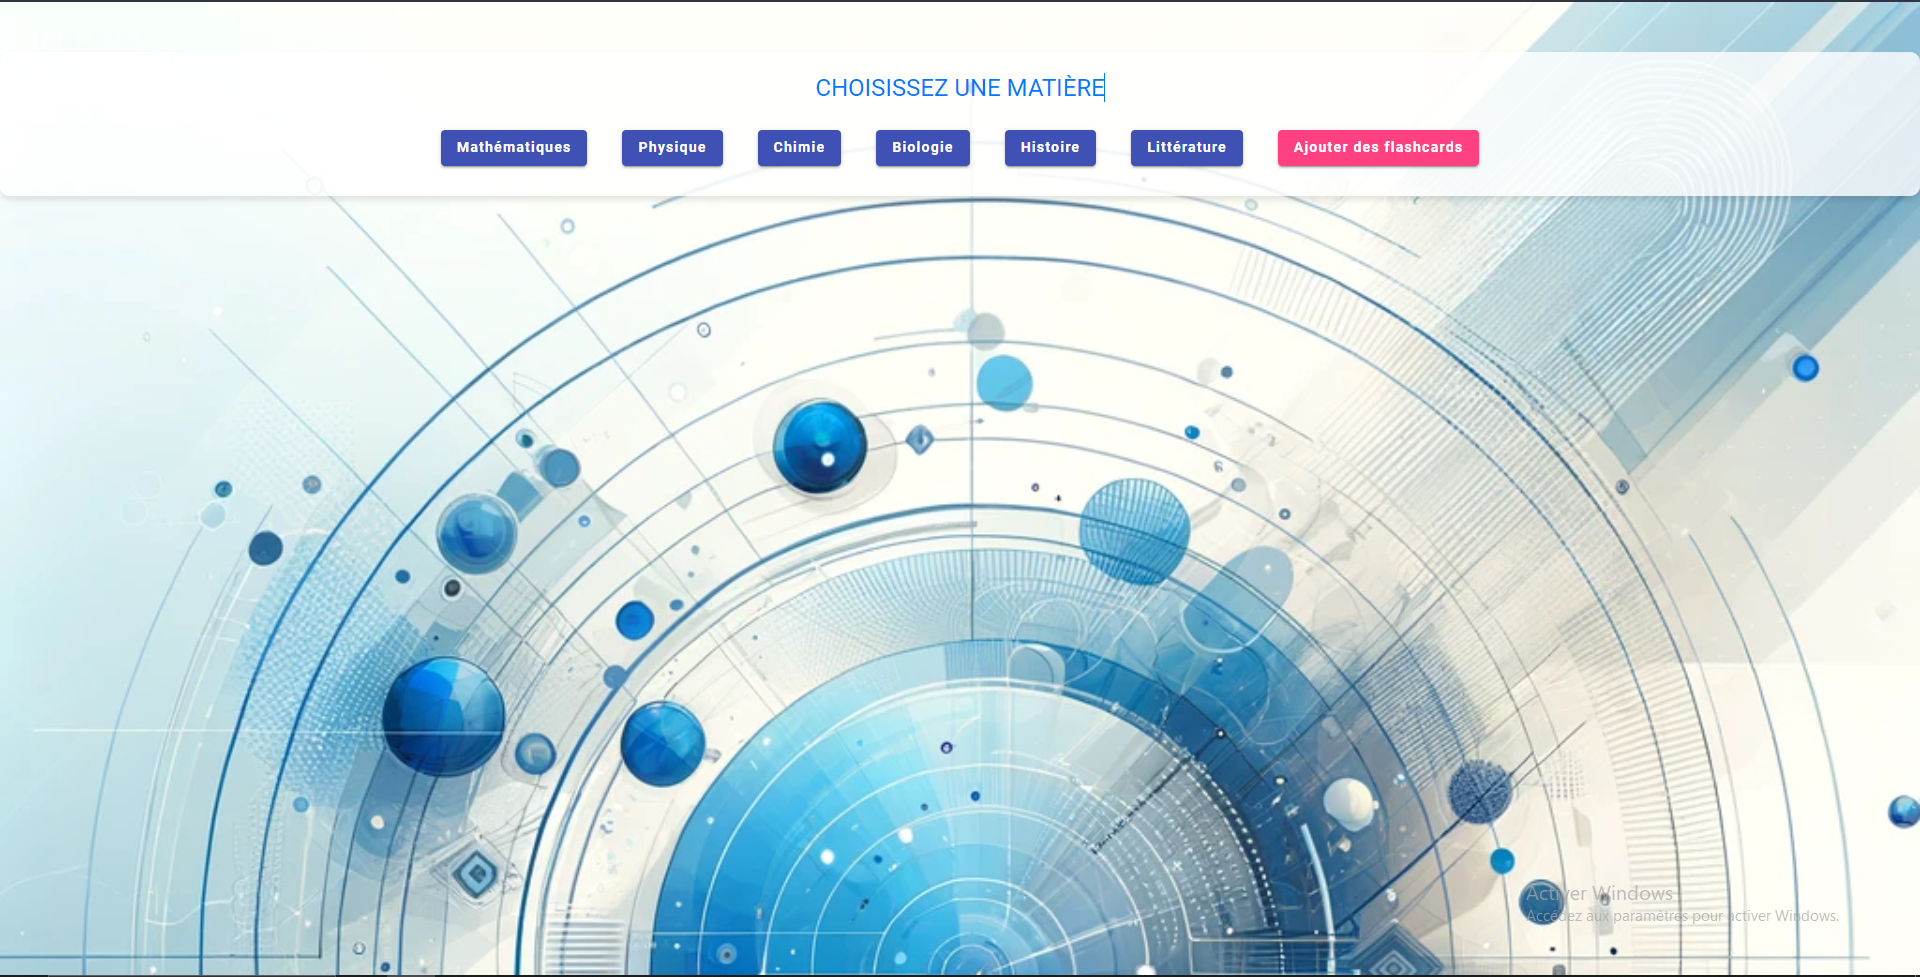 CHOISISSEZ UNE MATIÈRE
Mathématiques Physique Chimie Biologie Histoire Littérature Ajouter des flashcards
Activer Windows
Accédez aux paramètres pour activer Windows.